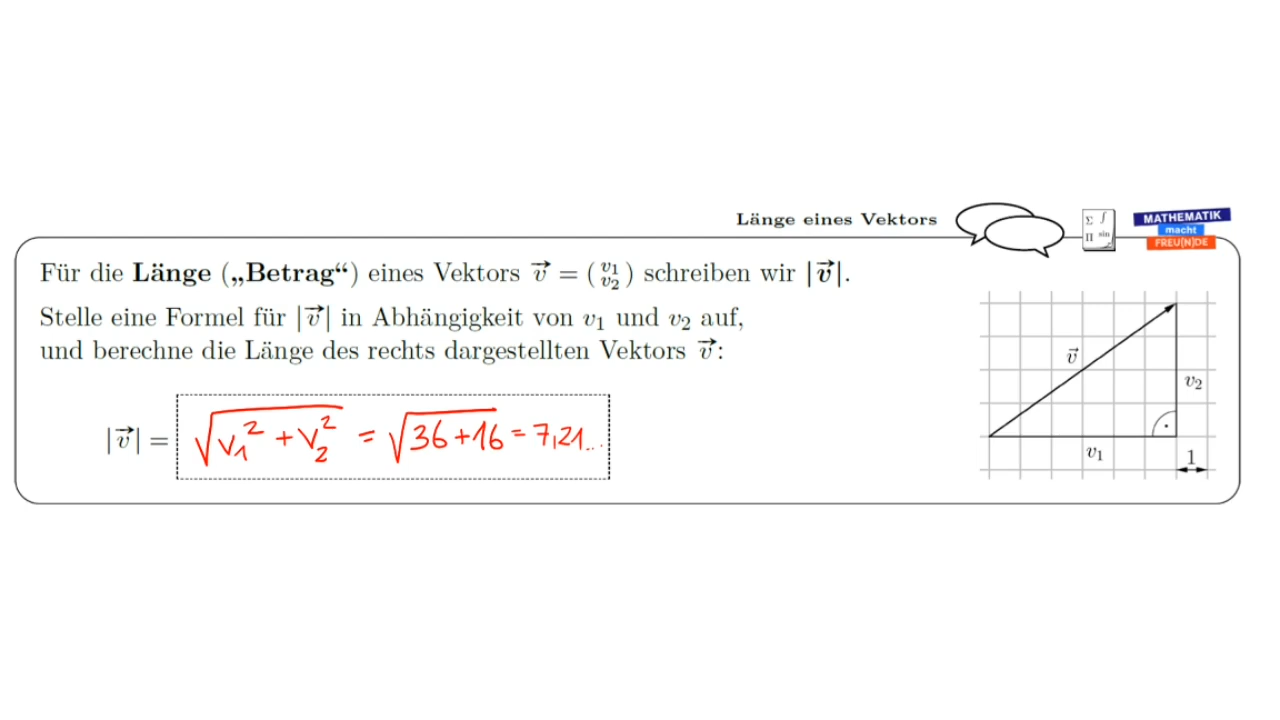 Länge eines Vektors
Σ ∫
Π sin
MATHEMATIK
macht
FREU(N)DE
Für die Länge („Betrag“) eines Vektors v⃗ = (v₁ v₂) schreiben wir |v⃗|.
Stelle eine Formel für |v⃗| in Abhängigkeit von v₁ und v₂ auf,
und berechne die Länge des rechts dargestellten Vektors v⃗:
|v⃗| = √(v₁² + v₂²) = √(36+16) = 7,21...
v⃗
v₂
v₁
1